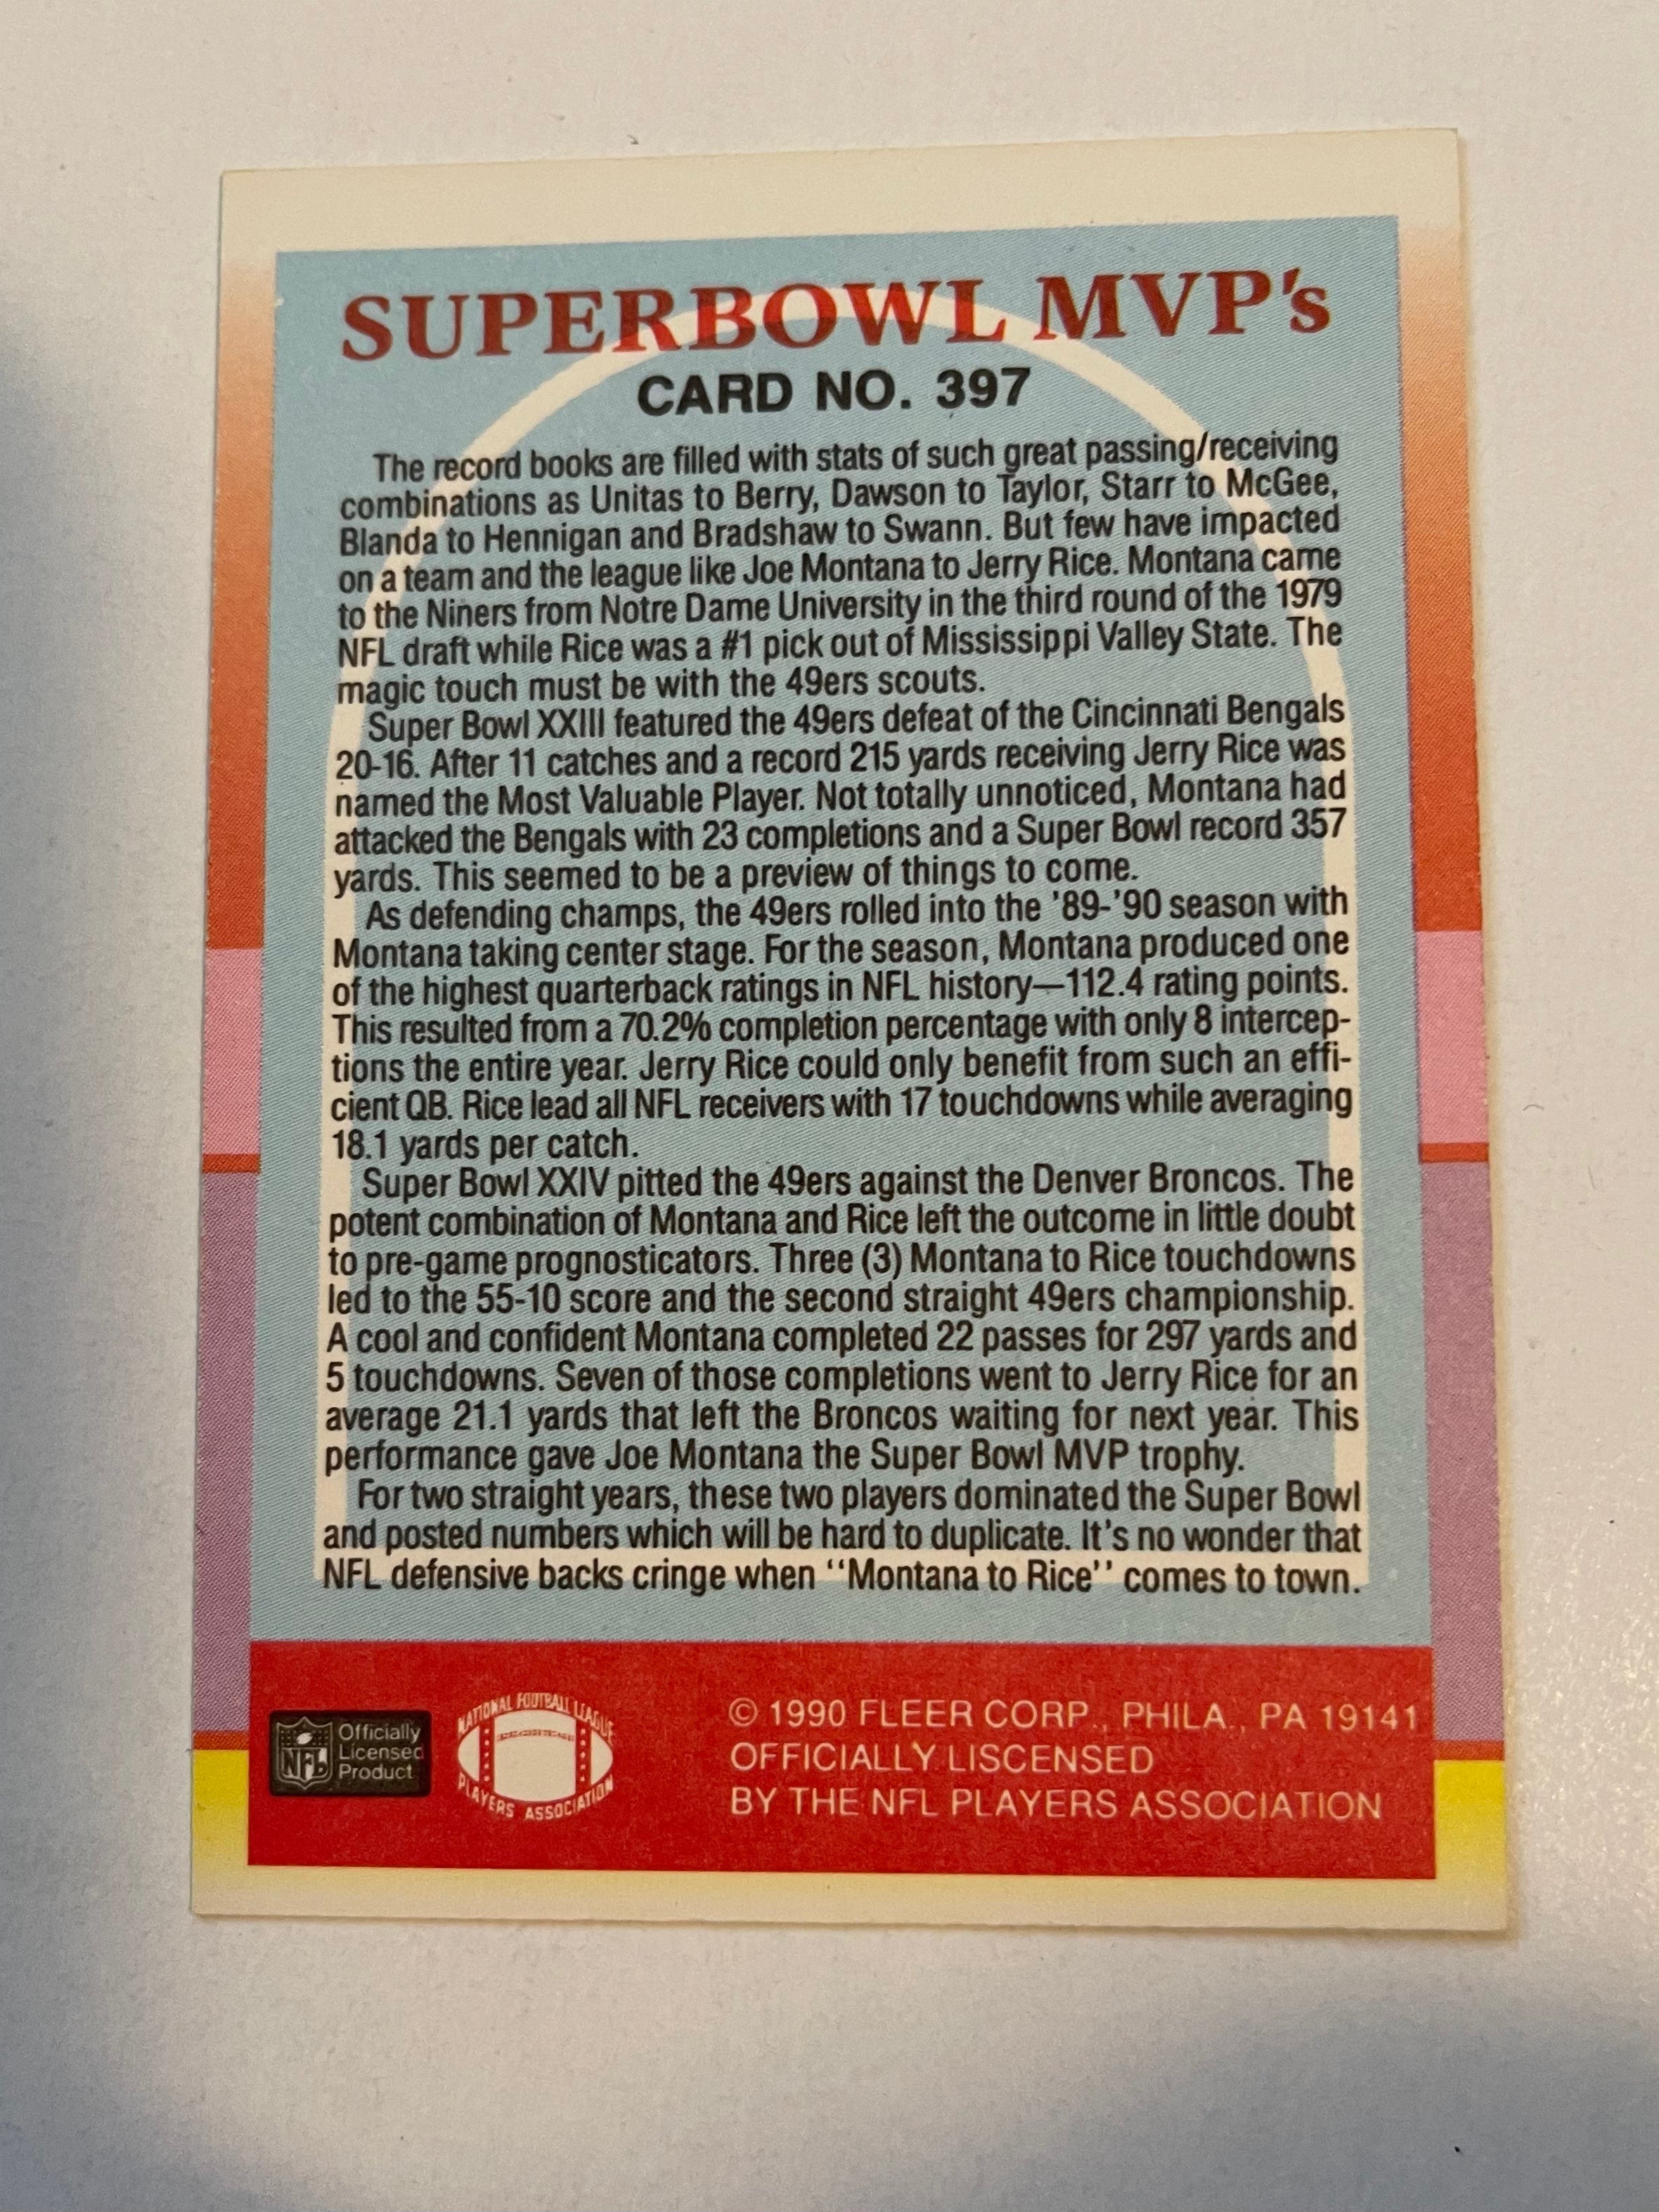 SUPERBOWL MVP's
CARD NO. 397
The record books are filled with stats of such great passing/receiving
combinations as Unitas to Berry, Dawson to Taylor, Starr to McGee,
Blanda to Hennigan and Bradshaw to Swann. But few have impacted
on a team and the league like Joe Montana to Jerry Rice. Montana came
to the Niners from Notre Dame University in the third round of the 1979
NFL draft while Rice was a #1 pick out of Mississippi Valley State. The
magic touch must be with the 49ers scouts.
Super Bowl XXIII featured the 49ers defeat of the Cincinnati Bengals
20-16. After 11 catches and a record 215 yards receiving Jerry Rice was
named the Most Valuable Player. Not totally unnoticed, Montana had
attacked the Bengals with 23 completions and a Super Bowl record 357
yards. This seemed to be a preview of things to come.
As defending champs, the 49ers rolled into the '89-'90 season with
Montana taking center stage. For the season, Montana produced one
of the highest quarterback ratings in NFL history—112.4 rating points.
This resulted from a 70.2% completion percentage with only 8 intercep-
tions the entire year. Jerry Rice could only benefit from such an effi-
cient QB. Rice lead all NFL receivers with 17 touchdowns while averaging
18.1 yards per catch.
Super Bowl XXIV pitted the 49ers against the Denver Broncos. The
potent combination of Montana and Rice left the outcome in little doubt
to pre-game prognosticators. Three (3) Montana to Rice touchdowns
led to the 55-10 score and the second straight 49ers championship.
A cool and confident Montana completed 22 passes for 297 yards and
5 touchdowns. Seven of those completions went to Jerry Rice for an
average 21.1 yards that left the Broncos waiting for next year. This
performance gave Joe Montana the Super Bowl MVP trophy.
For two straight years, these two players dominated the Super Bowl
and posted numbers which will be hard to duplicate. It's no wonder that
NFL defensive backs cringe when ''Montana to Rice'' comes to town.
NFL
Officially
Licensed
Product
NATIONAL FOOTBALL LEAGUE
PLAYERS ASSOCIATION
© 1990 FLEER CORP., PHILA., PA 19141
OFFICIALLY LISCENSED
BY THE NFL PLAYERS ASSOCIATION